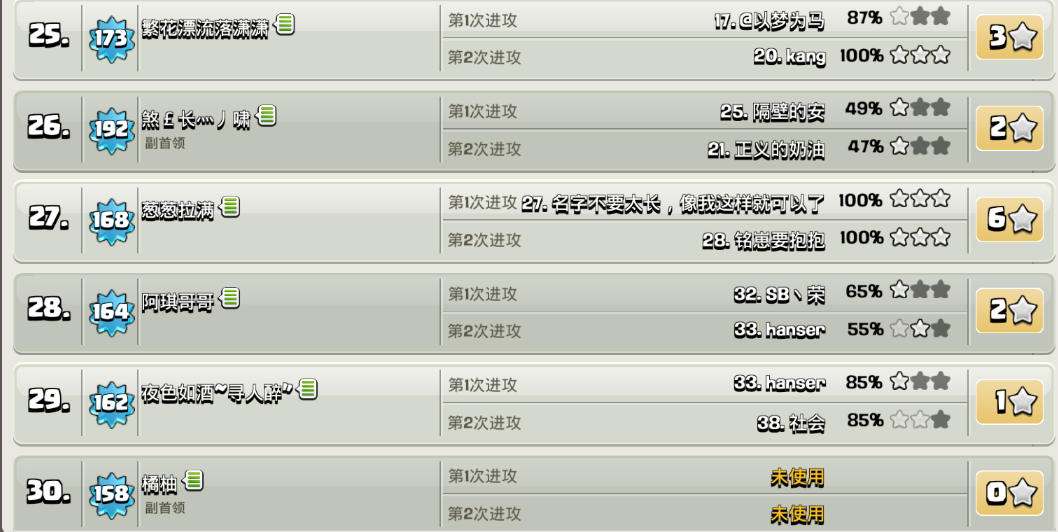 25. 173 繁花漂流落潇潇 第1次进攻 17. @以梦为马 87% 3
第2次进攻 20. kang 100%
26. 192 煞￡长灬丿啸 第1次进攻 25. 隔壁的安 49% 2
副首领 第2次进攻 21. 正义的奶油 47%
27. 168 葱葱拉满 第1次进攻 27. 名字不要太长，像我这样就可以了 100% 6
第2次进攻 28. 铭崽要抱抱 100%
28. 164 阿琪哥哥 第1次进攻 32. SB丶荣 65% 2
第2次进攻 33. hanser 55%
29. 162 夜色如酒~寻人醉" 第1次进攻 33. hanser 85% 1
第2次进攻 38. 社会 85%
30. 158 橘柚 第1次进攻 未使用 0
副首领 第2次进攻 未使用